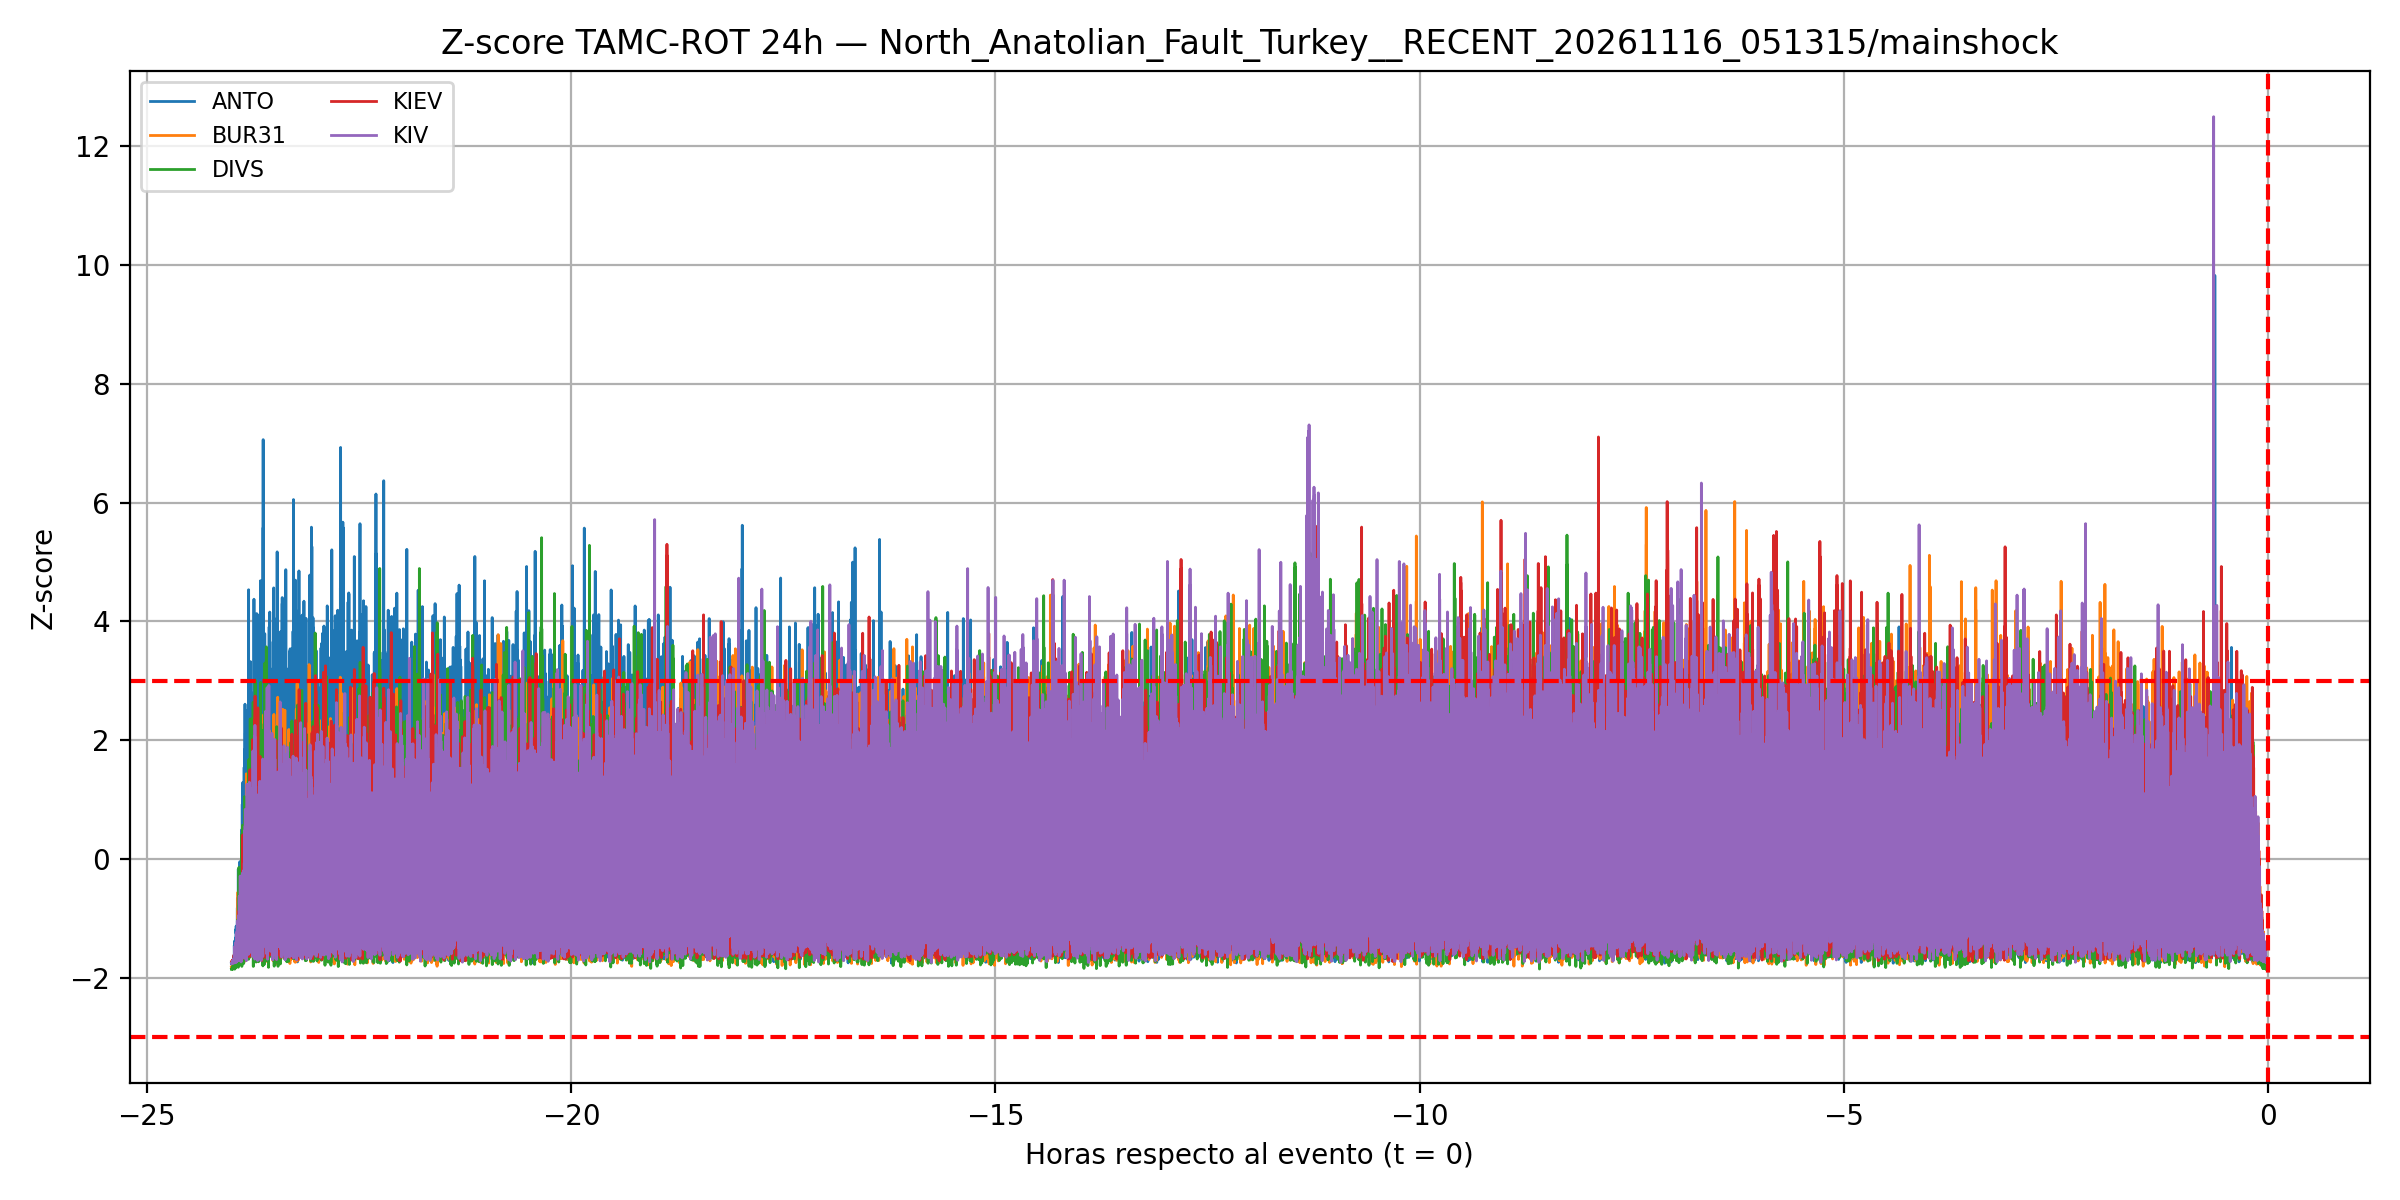 Z-score TAMC-ROT 24h — North_Anatolian_Fault_Turkey__RECENT_20261116_051315/mainshock
ANTO
BUR31
DIVS
KIEV
KIV
Z-score
12
10
8
6
4
2
0
−2
−25
−20
−15
−10
−5
0
Horas respecto al evento (t = 0)